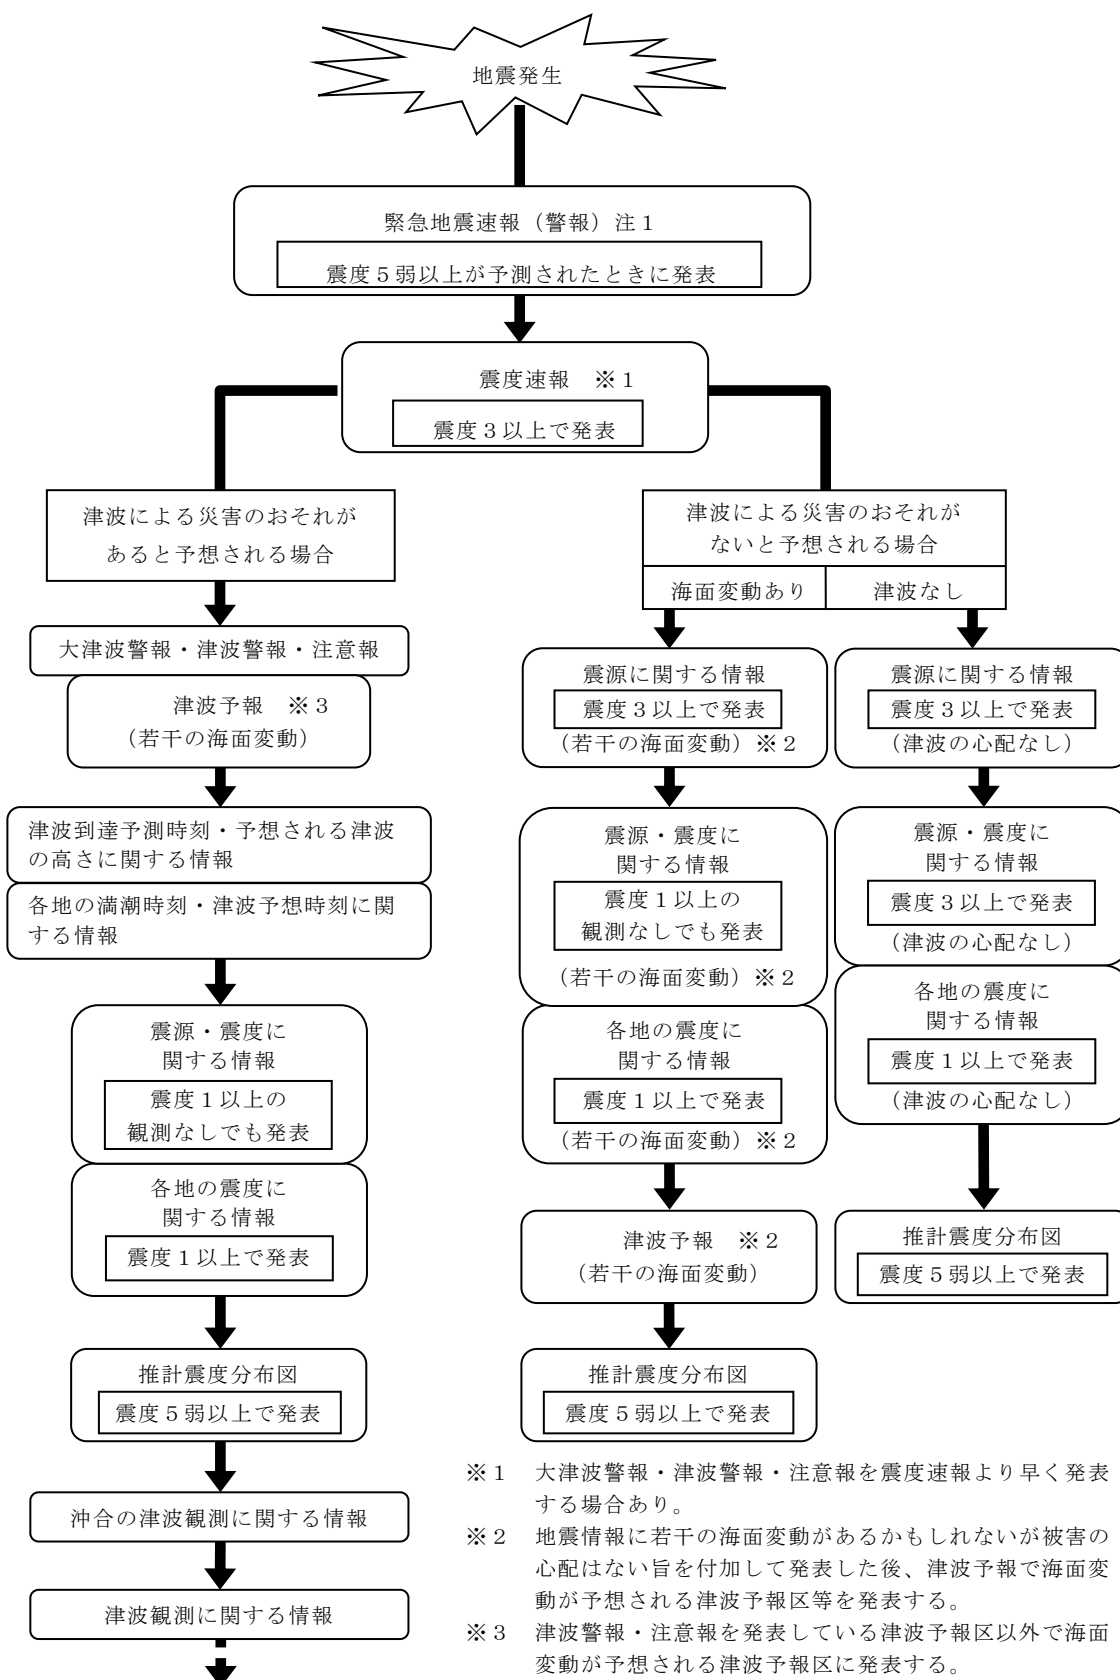 地震発生
緊急地震速報（警報）注１
震度５弱以上が予測されたときに発表
震度速報　※１
震度３以上で発表
津波による災害のおそれが
あると予想される場合
大津波警報・津波警報・注意報
津波予報　※３
（若干の海面変動）
津波到達予測時刻・予想される津波
の高さに関する情報
各地の満潮時刻・津波予想時刻に関
する情報
震源・震度に
関する情報
震度１以上の
観測なしでも発表
各地の震度に
関する情報
震度１以上で発表
推計震度分布図
震度５弱以上で発表
沖合の津波観測に関する情報
津波観測に関する情報
津波による災害のおそれが
ないと予想される場合
海面変動あり
津波なし
震源に関する情報
震度３以上で発表
（若干の海面変動）※２
震源・震度に
関する情報
震度１以上の
観測なしでも発表
（若干の海面変動）※２
各地の震度に
関する情報
震度１以上で発表
（若干の海面変動）※２
津波予報　※２
（若干の海面変動）
推計震度分布図
震度５弱以上で発表
震源に関する情報
震度３以上で発表
（津波の心配なし）
震源・震度に
関する情報
震度３以上で発表
（津波の心配なし）
各地の震度に
関する情報
震度１以上で発表
（津波の心配なし）
推計震度分布図
震度５弱以上で発表
※１　大津波警報・津波警報・注意報を震度速報より早く発表
する場合あり。
※２　地震情報に若干の海面変動があるかもしれないが被害の
心配はない旨を付加して発表した後、津波予報で海面変
動が予想される津波予報区等を発表する。
※３　津波警報・注意報を発表している津波予報区以外で海面
変動が予想される津波予報区に発表する。